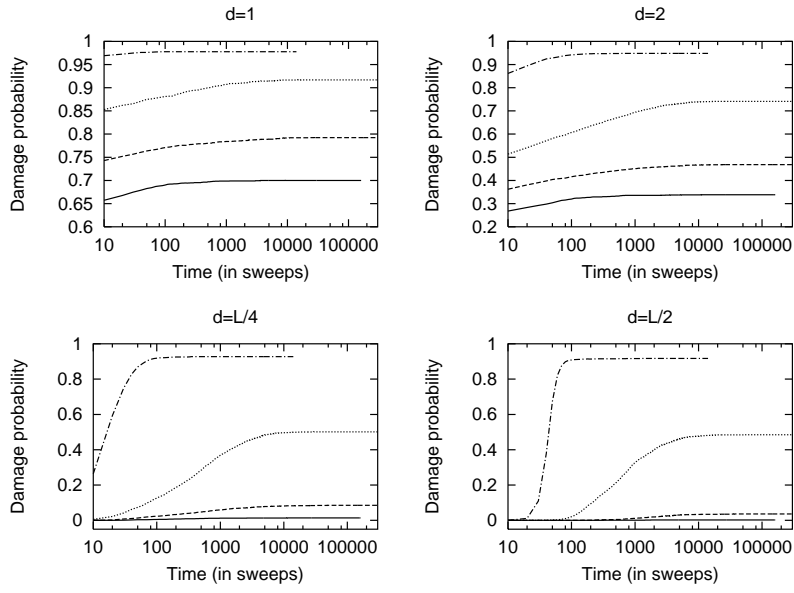 d=1
Damage probability
1
0.95
0.9
0.85
0.8
0.75
0.7
0.65
0.6
10 100 1000 10000 100000
Time (in sweeps)
d=2
Damage probability
1
0.9
0.8
0.7
0.6
0.5
0.4
0.3
0.2
10 100 1000 10000 100000
Time (in sweeps)
d=L/4
Damage probability
1
0.8
0.6
0.4
0.2
0
10 100 1000 10000 100000
Time (in sweeps)
d=L/2
Damage probability
1
0.8
0.6
0.4
0.2
0
10 100 1000 10000 100000
Time (in sweeps)